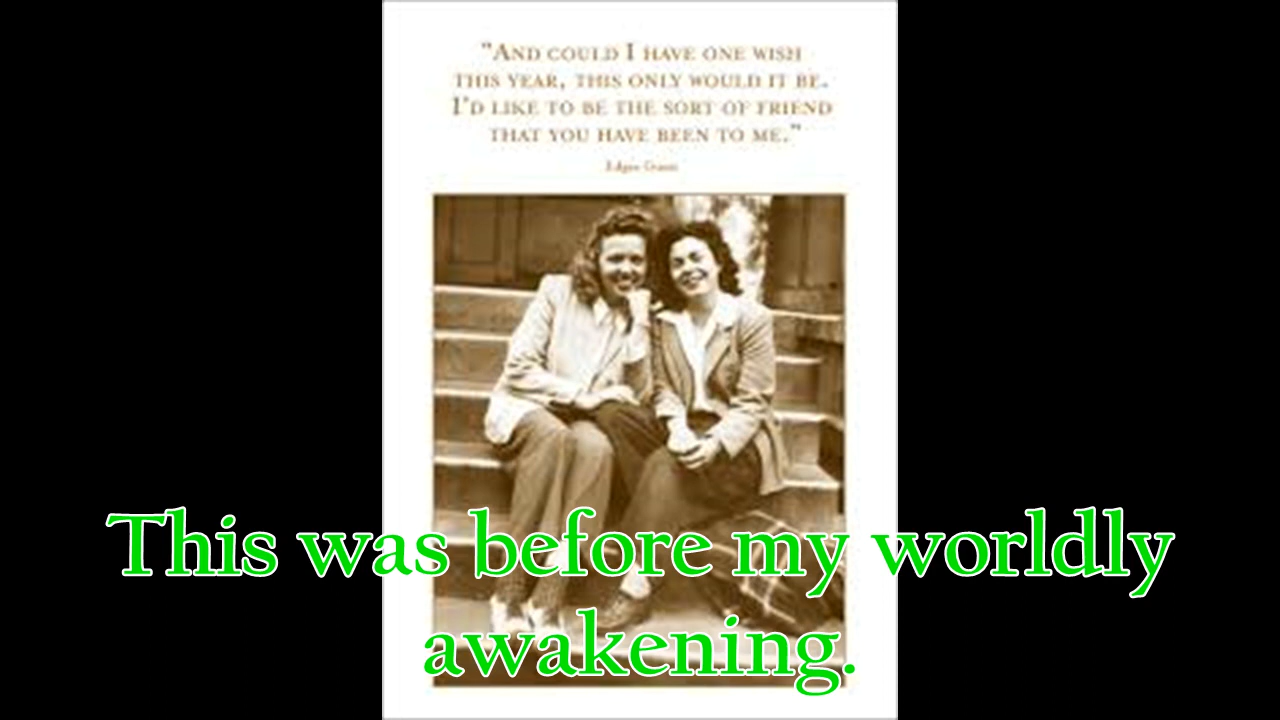 "And could I have one wish
this year, this only would it be.
I'd like to be the sort of friend
that you have been to me."
This was before my worldly
awakening.